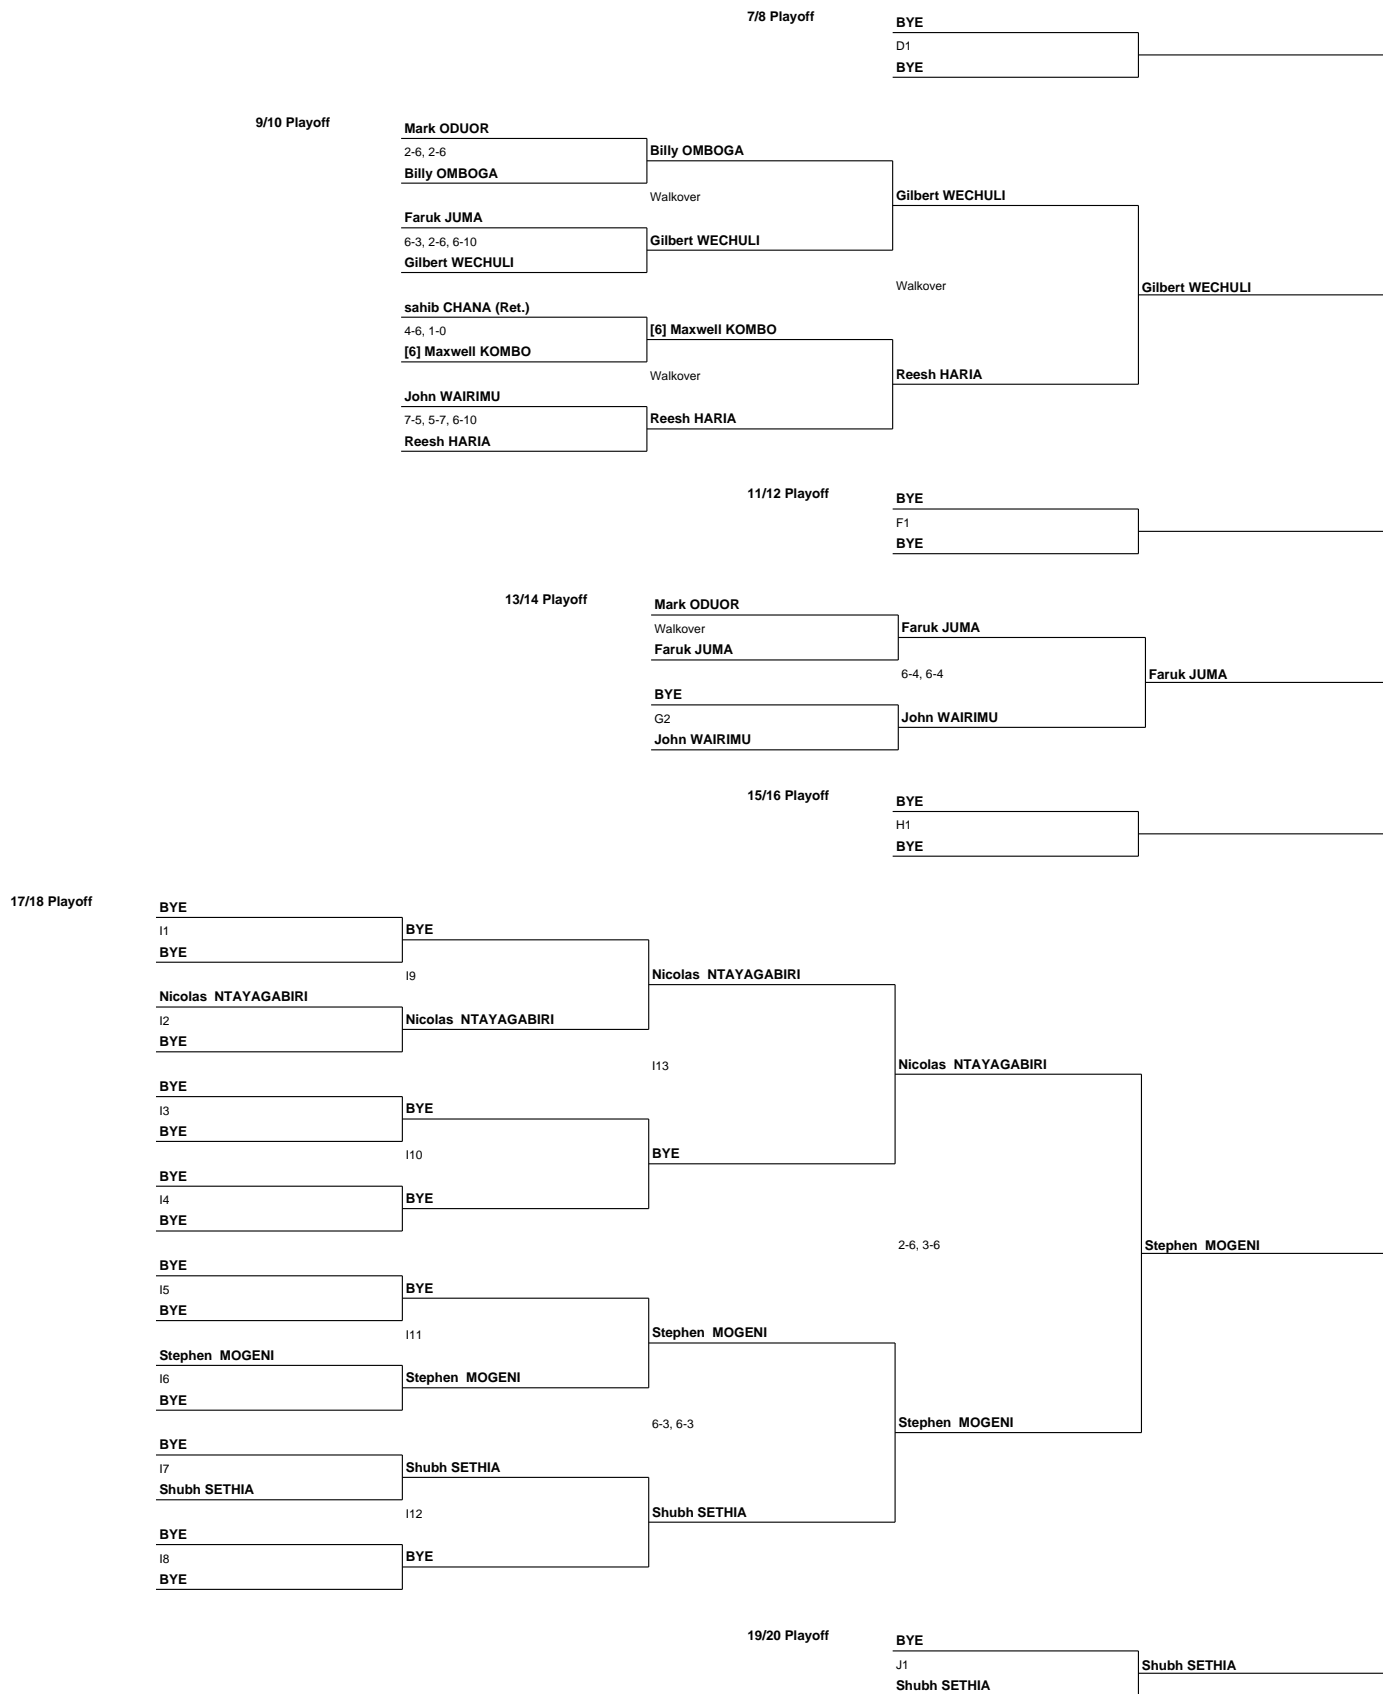 7/8 Playoff
BYE
D1
BYE
9/10 Playoff
Mark ODUOR
2-6, 2-6
Billy OMBOGA
Billy OMBOGA
Walkover
Gilbert WECHULI
Faruk JUMA
6-3, 2-6, 6-10
Gilbert WECHULI
Gilbert WECHULI
Walkover
Gilbert WECHULI
sahib CHANA (Ret.)
4-6, 1-0
[6] Maxwell KOMBO
[6] Maxwell KOMBO
Walkover
Reesh HARIA
John WAIRIMU
7-5, 5-7, 6-10
Reesh HARIA
Reesh HARIA
11/12 Playoff
BYE
F1
BYE
13/14 Playoff
Mark ODUOR
Walkover
Faruk JUMA
Faruk JUMA
6-4, 6-4
Faruk JUMA
BYE
G2
John WAIRIMU
John WAIRIMU
15/16 Playoff
BYE
H1
BYE
17/18 Playoff
BYE
I1
BYE
BYE
I9
Nicolas NTAYAGABIRI
Nicolas NTAYAGABIRI
I2
Nicolas NTAYAGABIRI
BYE
I13
Nicolas NTAYAGABIRI
BYE
I3
BYE
BYE
I10
BYE
BYE
I4
BYE
BYE
2-6, 3-6
Stephen MOGENI
BYE
I5
BYE
BYE
I11
Stephen MOGENI
Stephen MOGENI
I6
Stephen MOGENI
BYE
6-3, 6-3
Stephen MOGENI
BYE
I7
Shubh SETHIA
Shubh SETHIA
I12
Shubh SETHIA
BYE
I8
BYE
BYE
19/20 Playoff
BYE
J1
Shubh SETHIA
Shubh SETHIA